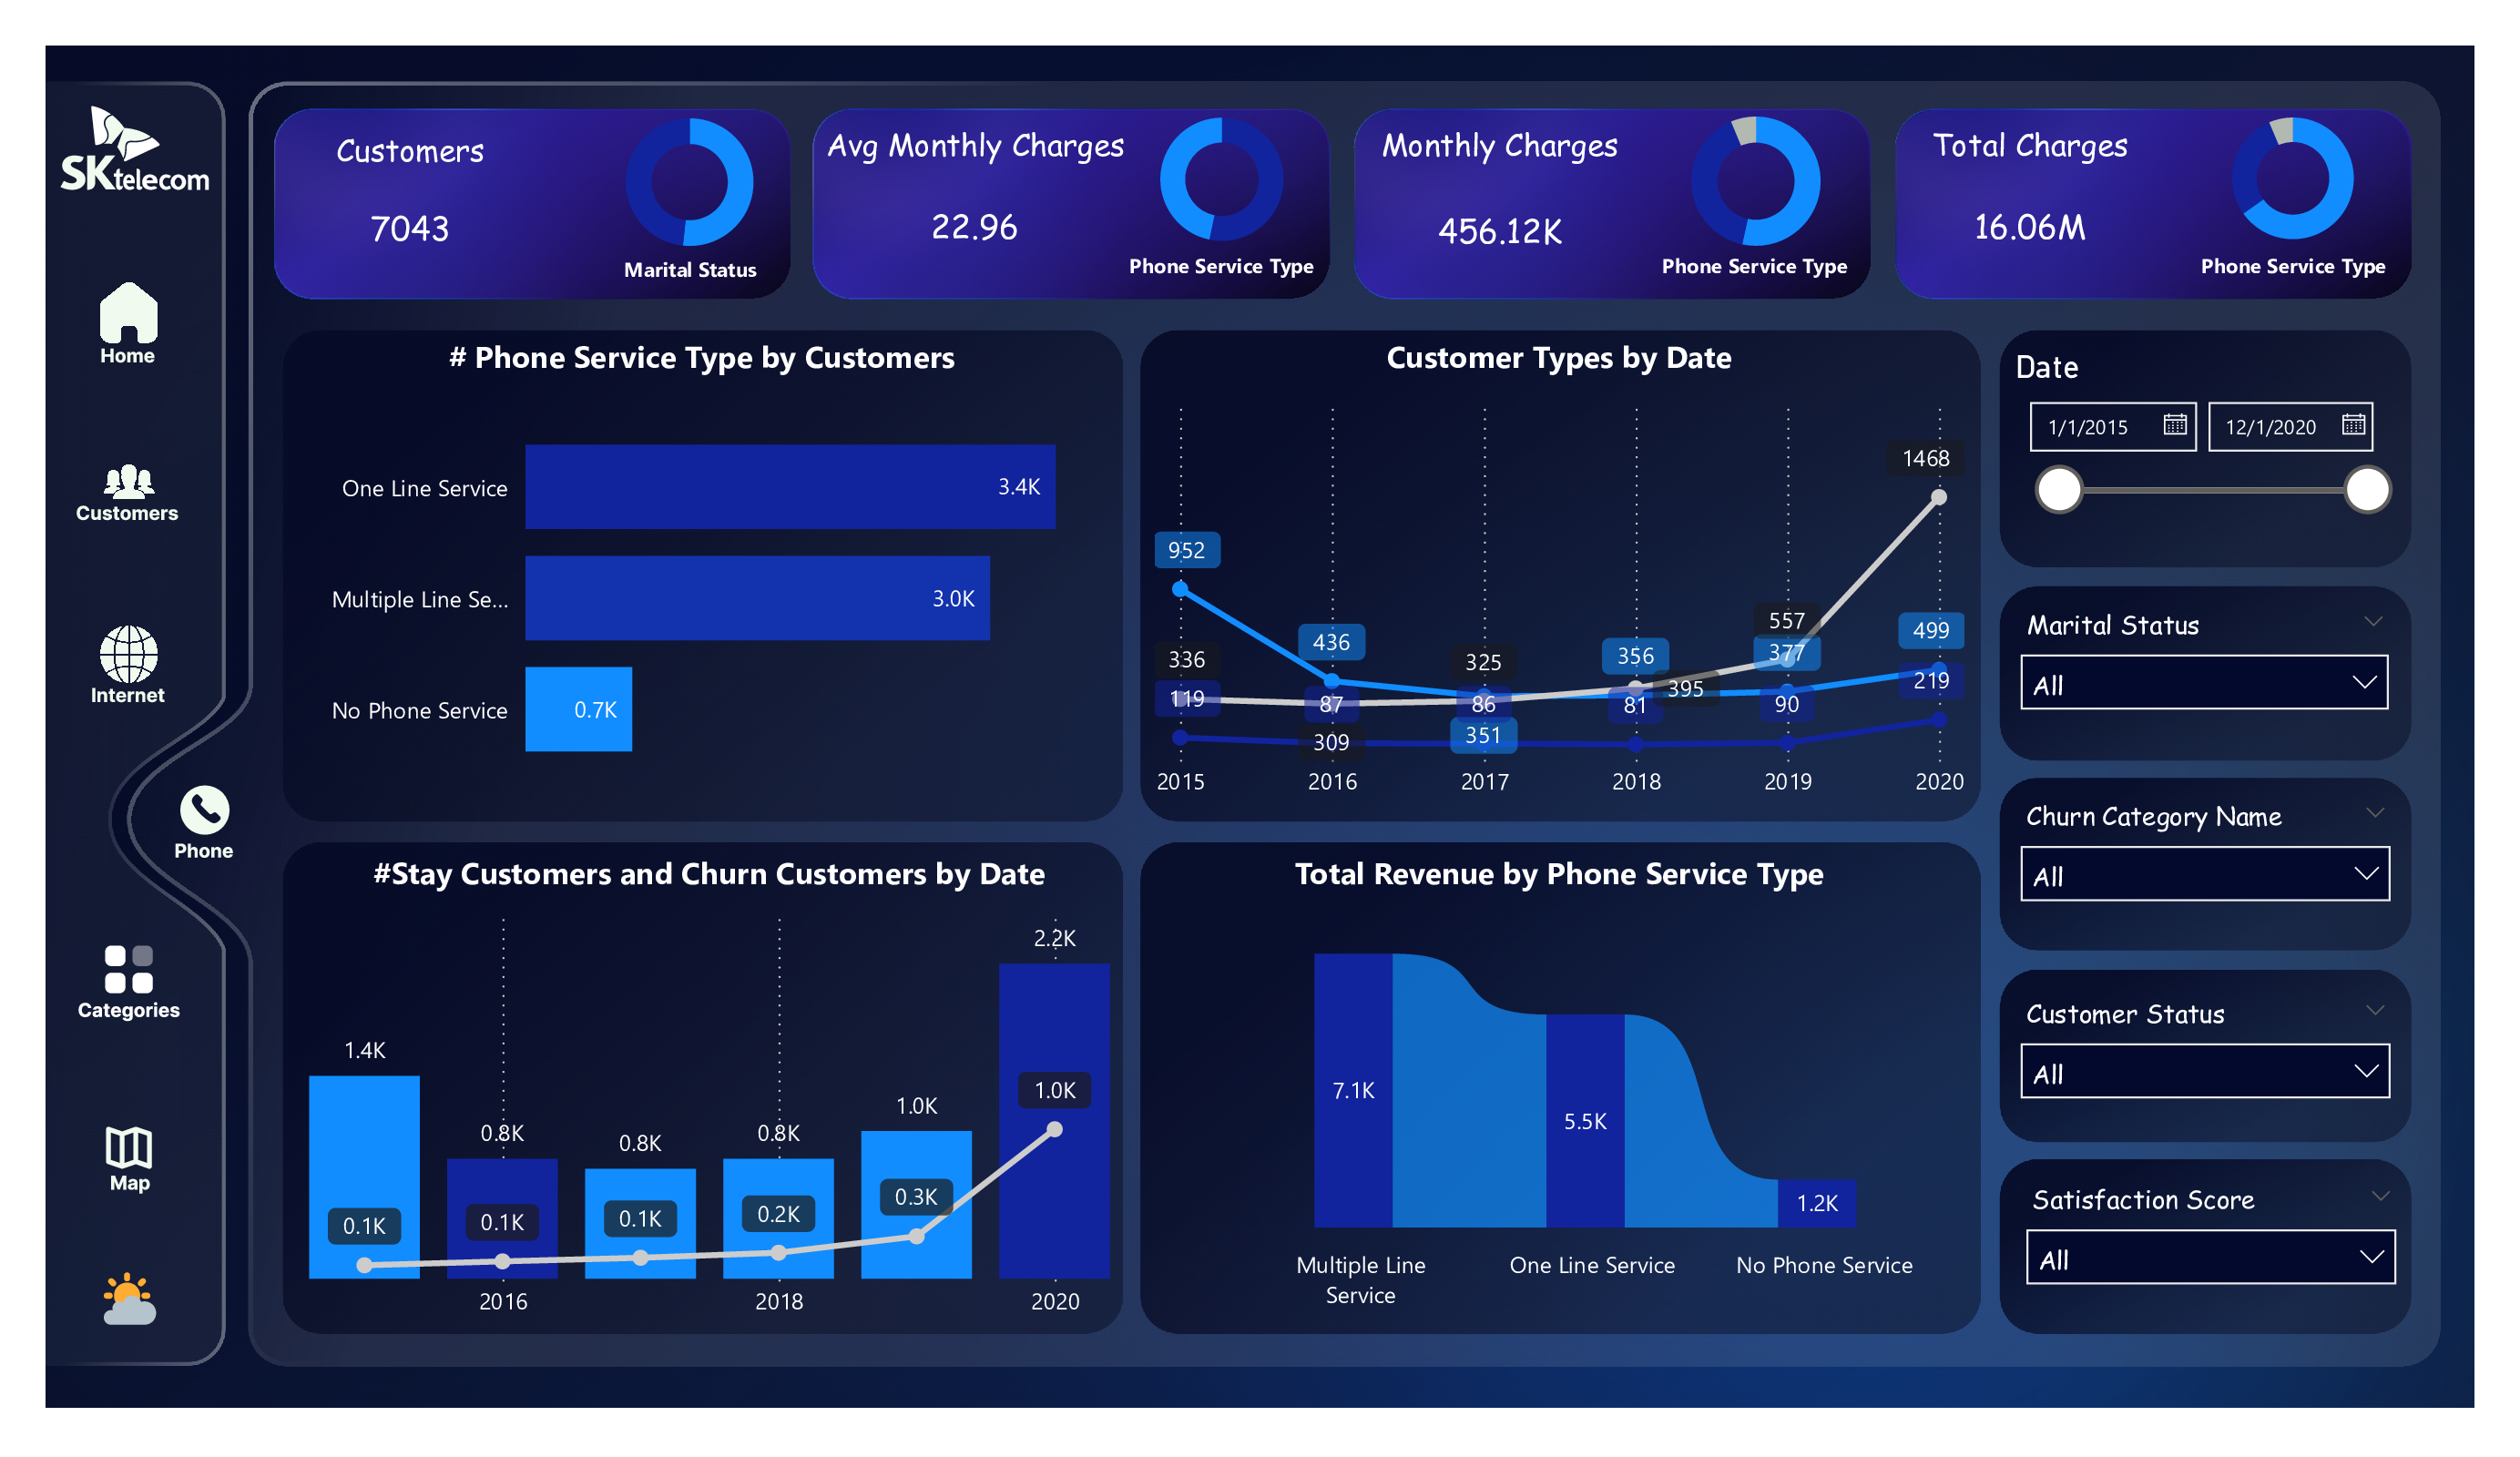 SK telecom
Home
Customers
Internet
Phone
Categories
Map
Customers
7043
Marital Status
Avg Monthly Charges
22.96
Phone Service Type
Monthly Charges
456.12K
Phone Service Type
Total Charges
16.06M
Phone Service Type
# Phone Service Type by Customers
One Line Service
3.4K
Multiple Line Se...
3.0K
No Phone Service
0.7K
Customer Types by Date
1468
952
557
436
499
336
325
356
377
395
219
119
87
86
81
90
309
351
2015 2016 2017 2018 2019 2020
Date
1/1/2015 12/1/2020
Marital Status
All
Churn Category Name
All
Customer Status
All
Satisfaction Score
All
#Stay Customers and Churn Customers by Date
2.2K
1.4K
1.0K
1.0K
0.8K
0.8K
0.8K
0.3K
0.1K
0.1K
0.1K
0.2K
2016 2018 2020
Total Revenue by Phone Service Type
7.1K
5.5K
1.2K
Multiple Line
Service
One Line Service
No Phone Service